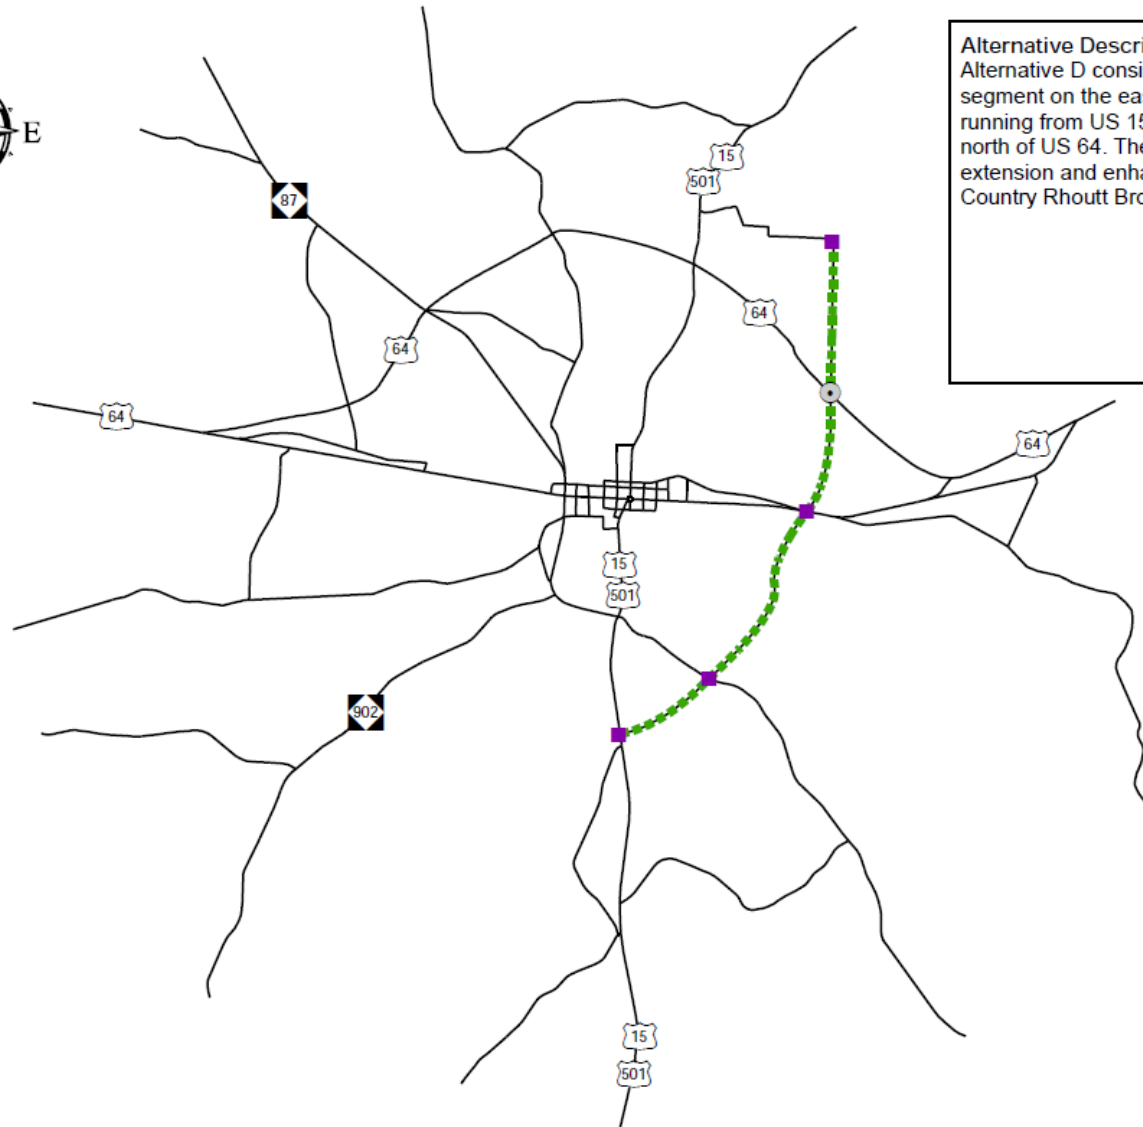 E
Alternative Descri
Alternative D consi
segment on the eas
running from US 15
north of US 64. The
extension and enha
Country Rhoutt Bro
15
501
87
64
64
64
64
15
501
902
15
501